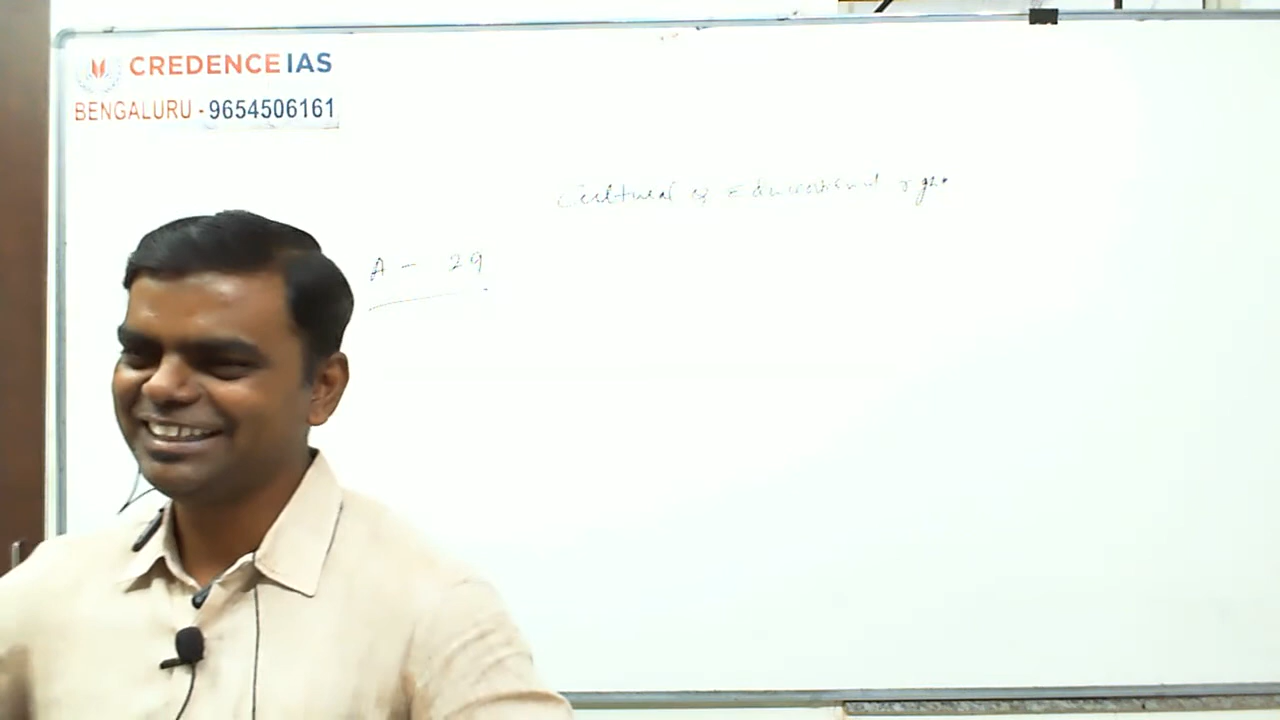 CREDENCE IAS
BENGALURU - 9654506161
Cultural & Educational
A - 29